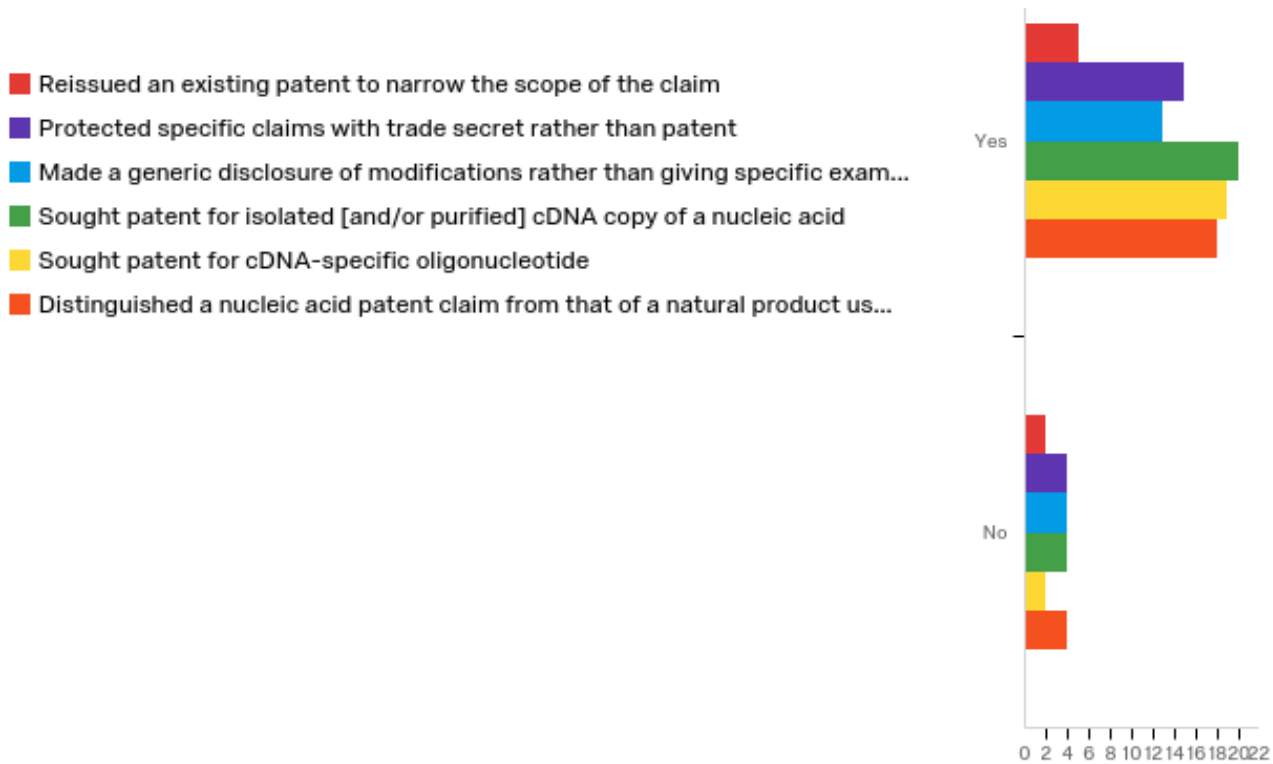 Reissued an existing patent to narrow the scope of the claim
Protected specific claims with trade secret rather than patent
Made a generic disclosure of modifications rather than giving specific exam...
Sought patent for isolated [and/or purified] cDNA copy of a nucleic acid
Sought patent for cDNA-specific oligonucleotide
Distinguished a nucleic acid patent claim from that of a natural product us...
Yes
No
0 2 4 6 8 10 12 14 16 18 20 22